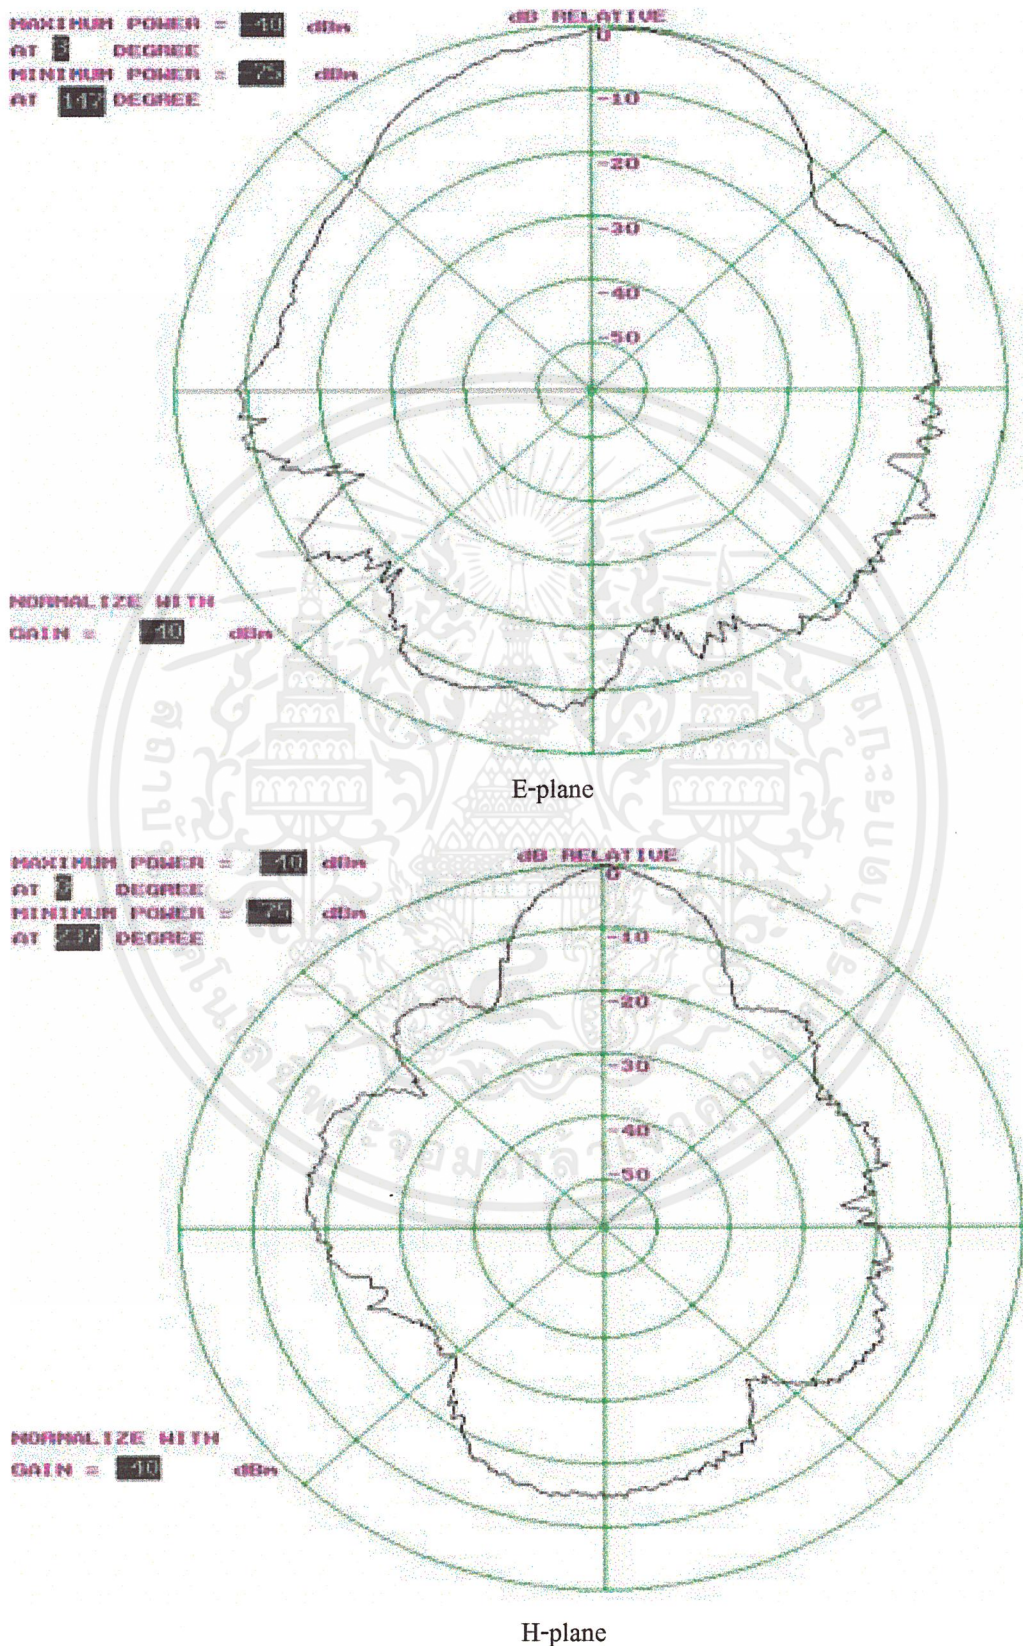 MAXIMUM POWER = -40 dBm
AT 3 DEGREE
MINIMUM POWER = -75 dBm
AT 147 DEGREE
dB RELATIVE
0
-10
-20
-30
-40
-50
NORMALIZE WITH
GAIN = -40 dBm
E-plane
MAXIMUM POWER = -40 dBm
AT DEGREE
MINIMUM POWER = -75 dBm
AT 237 DEGREE
dB RELATIVE
0
-10
-20
-30
-40
-50
NORMALIZE WITH
GAIN = -40 dBm
H-plane